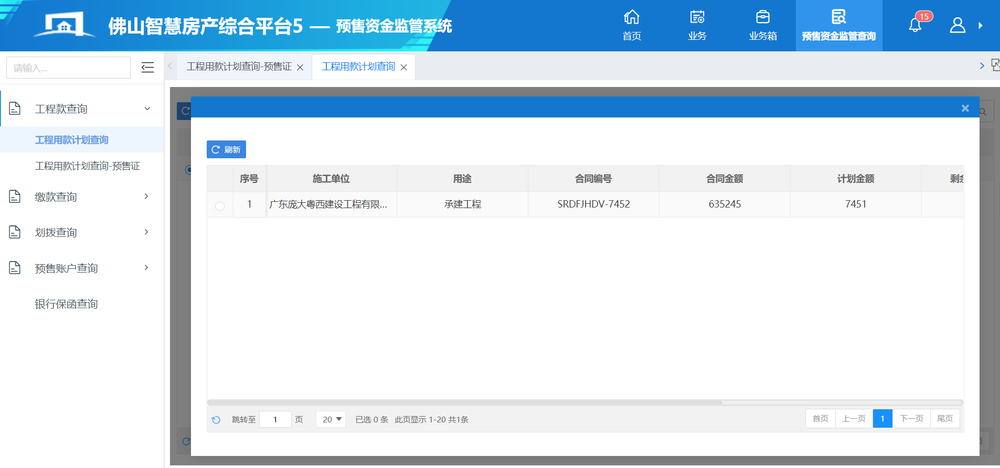 佛山智慧房产综合平台5 — 预售资金监管系统
首页
业务
业务箱
预售资金监管查询
15
请输入...
工程用款计划查询-预售证
工程用款计划查询
工程款查询
工程用款计划查询
工程用款计划查询-预售证
缴款查询
划拨查询
预售账户查询
银行保函查询
刷新
序号 施工单位 用途 合同编号 合同金额 计划金额 剩余
1 广东庞大粤西建设工程有限... 承建工程 SRDFJHDV-7452 635245 7451
跳转至 1 页 20 已选 0 条 此页显示 1-20 共1条
首页 上一页 1 下一页 尾页